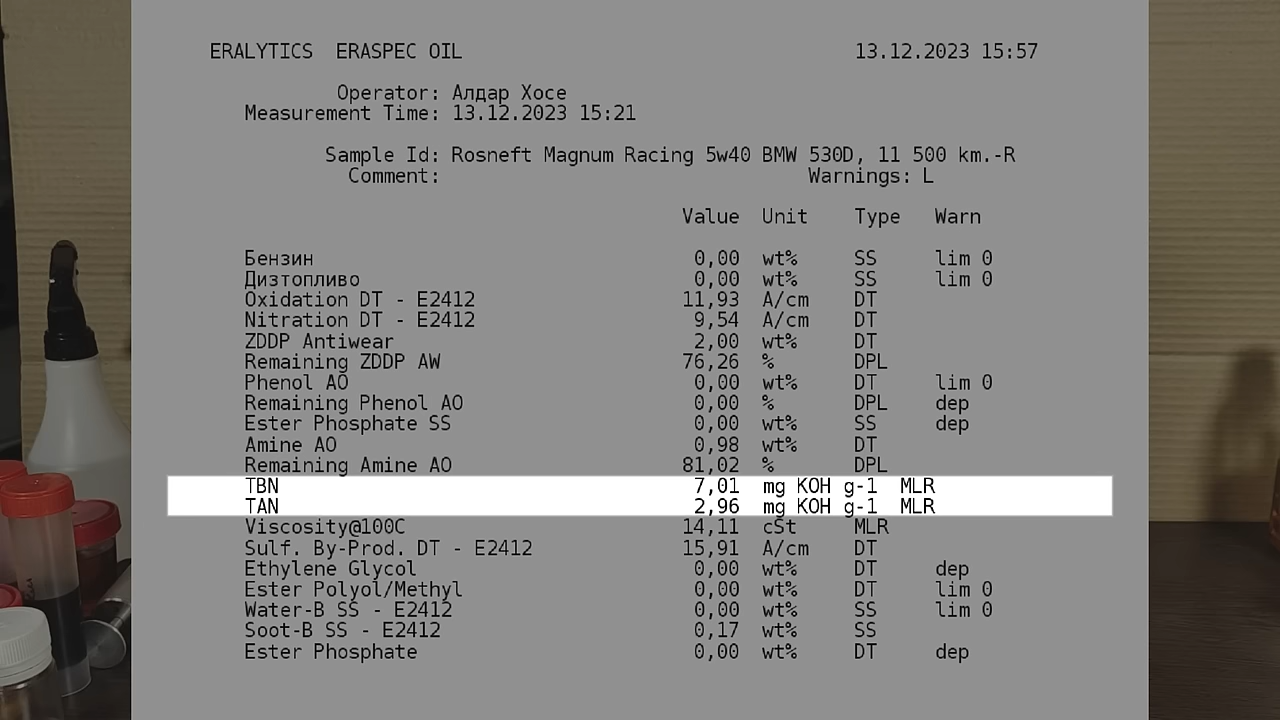 ERALYTICS ERASPEC OIL 13.12.2023 15:57
Operator: Алдар Хосе
Measurement Time: 13.12.2023 15:21
Sample Id: Rosneft Magnum Racing 5w40 BMW 530D, 11 500 km.-R
Comment: Warnings: L
Value Unit Type Warn
Бензин 0,00 wt% SS lim 0
Дизтопливо 0,00 wt% SS lim 0
Oxidation DT - E2412 11,93 A/cm DT
Nitration DT - E2412 9,54 A/cm DT
ZDDP Antiwear 2,00 wt% DT
Remaining ZDDP AW 76,26 % DPL
Phenol AO 0,00 wt% DT lim 0
Remaining Phenol AO 0,00 % DPL dep
Ester Phosphate SS 0,00 wt% SS dep
Amine AO 0,98 wt% DT
Remaining Amine AO 81,02 % DPL
TBN 7,01 mg KOH g-1 MLR
TAN 2,96 mg KOH g-1 MLR
Viscosity@100C 14,11 cSt MLR
Sulf. By-Prod. DT - E2412 15,91 A/cm DT
Ethylene Glycol 0,00 wt% DT dep
Ester Polyol/Methyl 0,00 wt% DT lim 0
Water-B SS - E2412 0,00 wt% SS lim 0
Soot-B SS - E2412 0,17 wt% SS
Ester Phosphate 0,00 wt% DT dep